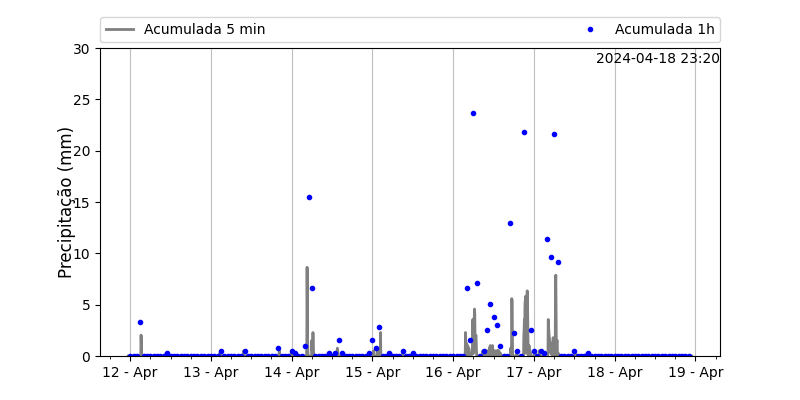 Acumulada 5 min
Acumulada 1h
2024-04-18 23:20
Precipitação (mm)
30
25
20
15
10
5
0
12 - Apr
13 - Apr
14 - Apr
15 - Apr
16 - Apr
17 - Apr
18 - Apr
19 - Apr